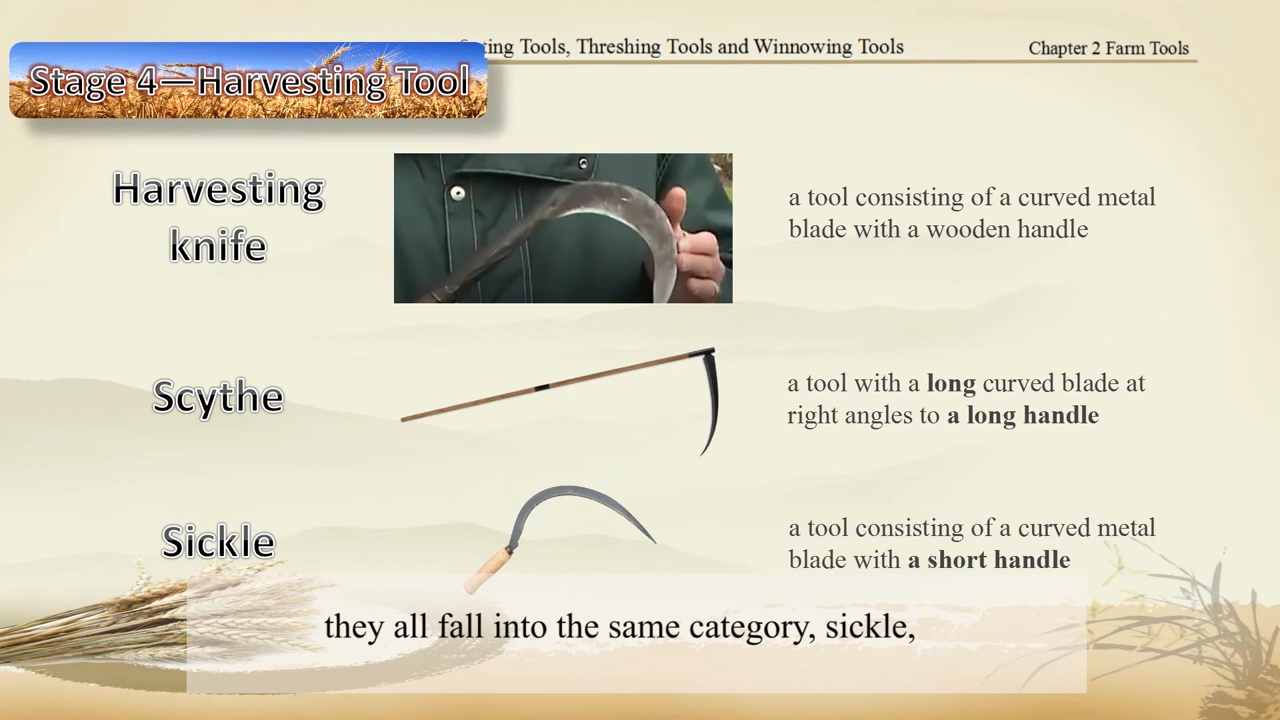 ting Tools, Threshing Tools and Winnowing Tools
Chapter 2 Farm Tools
Stage 4—Harvesting Tool
Harvesting
knife
a tool consisting of a curved metal
blade with a wooden handle
Scythe
a tool with a long curved blade at
right angles to a long handle
Sickle
a tool consisting of a curved metal
blade with a short handle
they all fall into the same category, sickle,